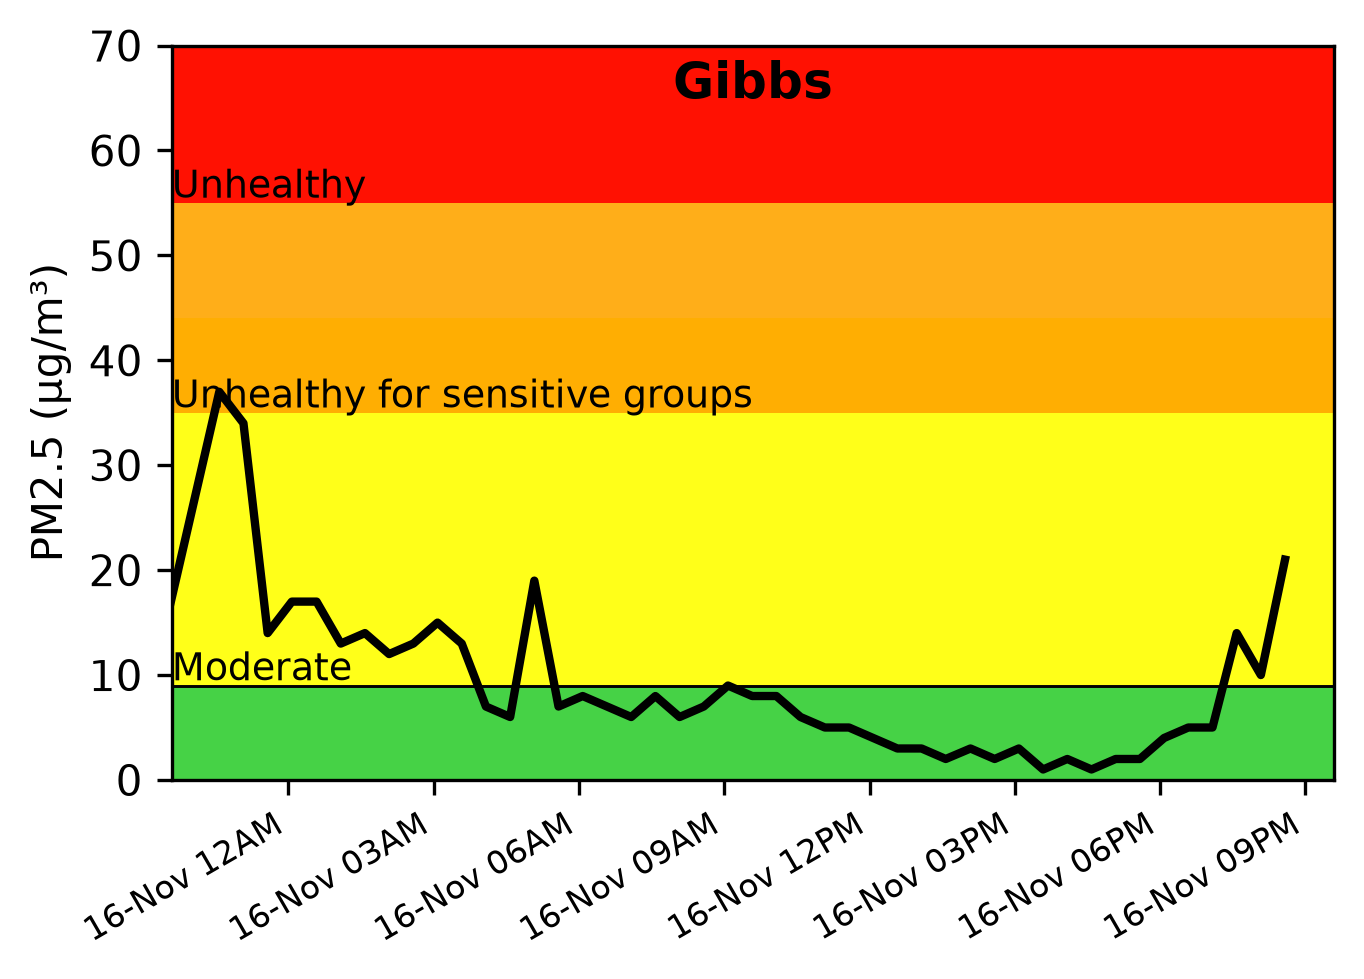 Gibbs
70
60
50
40
30
20
10
0
PM2.5 (µg/m³)
Unhealthy
Unhealthy for sensitive groups
Moderate
16-Nov 12AM
16-Nov 03AM
16-Nov 06AM
16-Nov 09AM
16-Nov 12PM
16-Nov 03PM
16-Nov 06PM
16-Nov 09PM